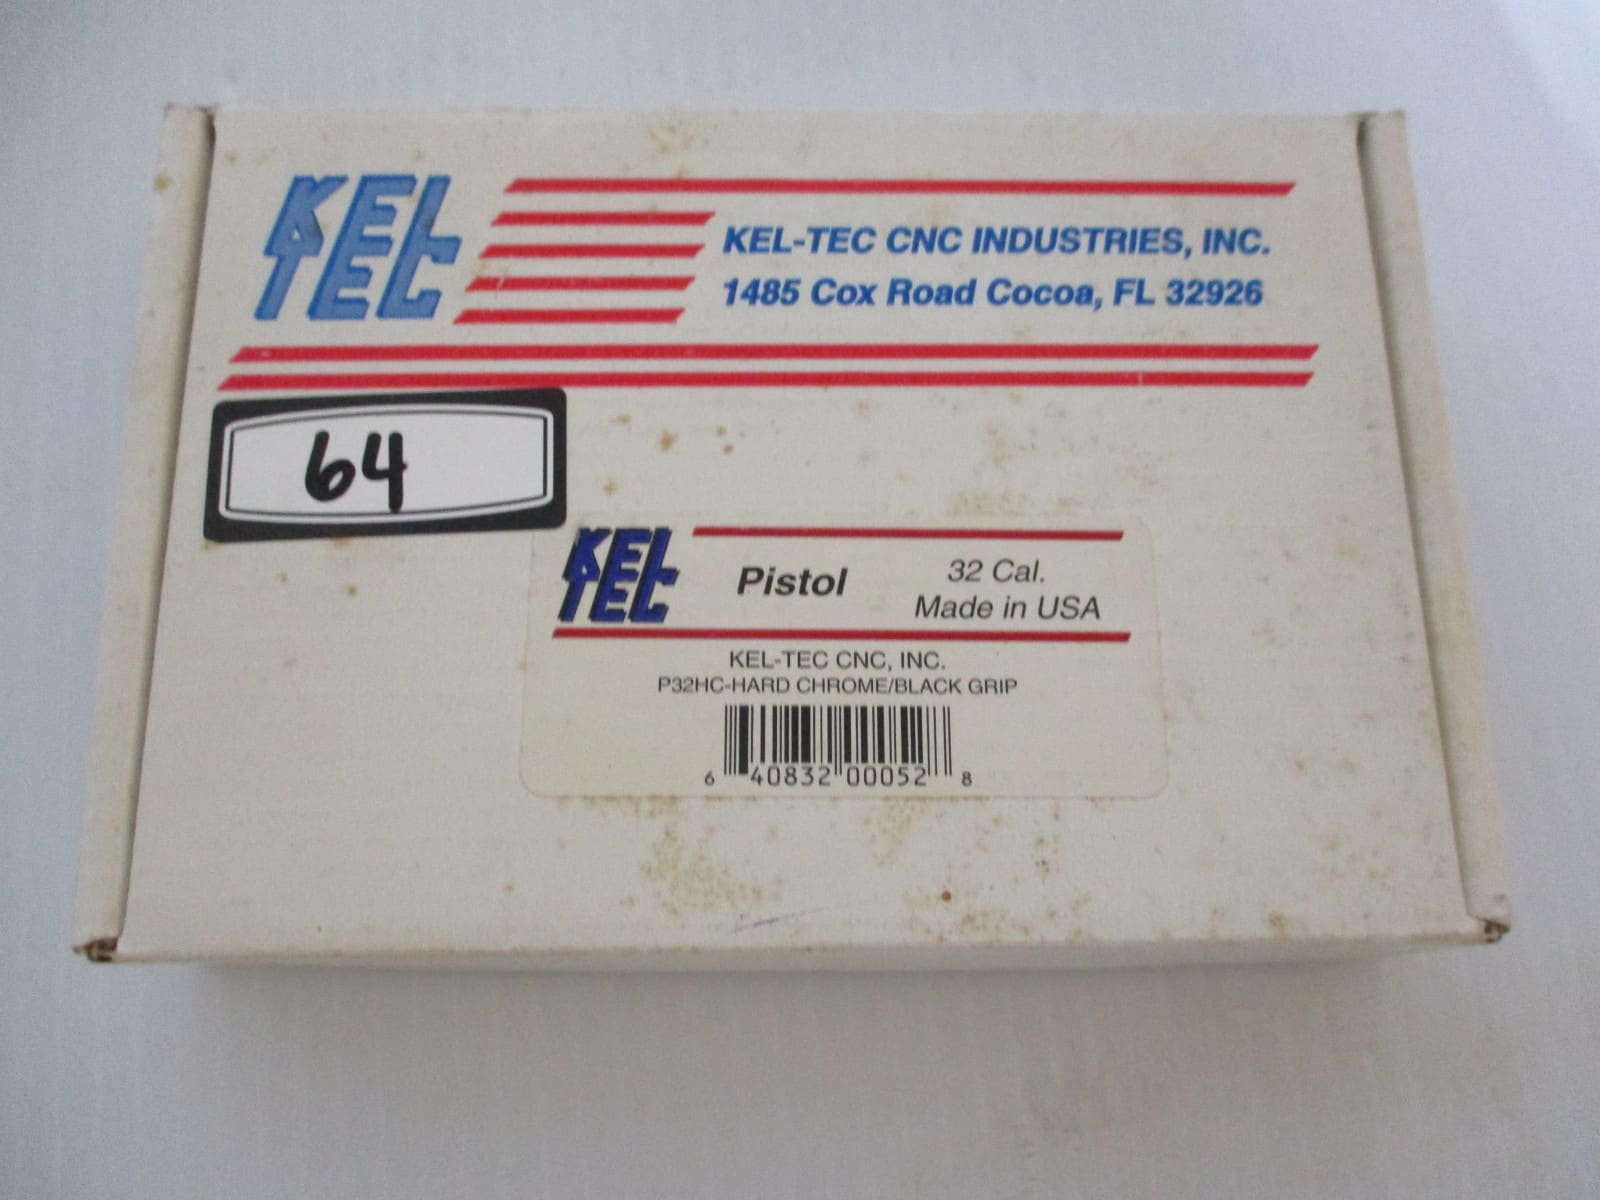 KEL
TEC
KEL-TEC CNC INDUSTRIES, INC.
1485 Cox Road Cocoa, FL 32926
64
KEL
TEC
Pistol
32 Cal.
Made in USA
KEL-TEC CNC, INC.
P32HC-HARD CHROME/BLACK GRIP
6 40832 00052 8